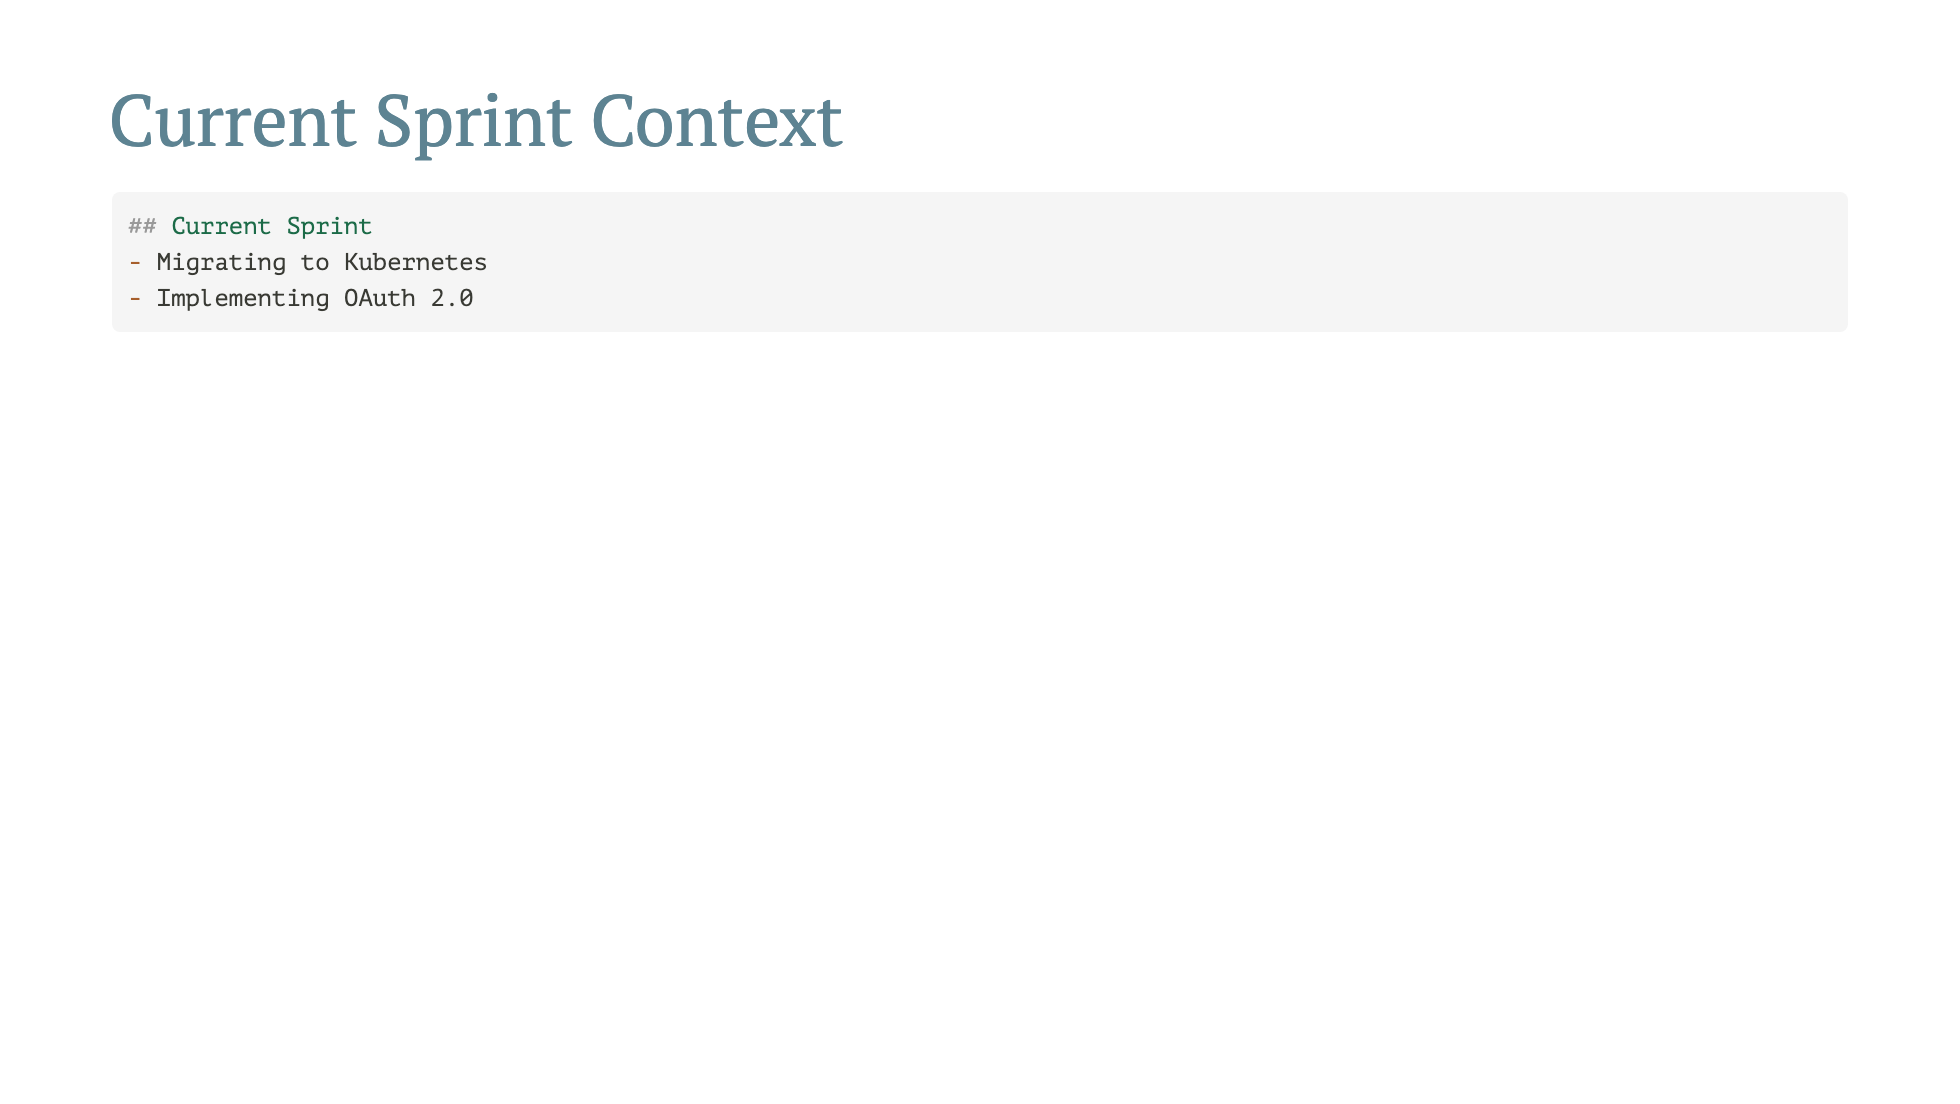 Current Sprint Context
## Current Sprint
- Migrating to Kubernetes
- Implementing OAuth 2.0